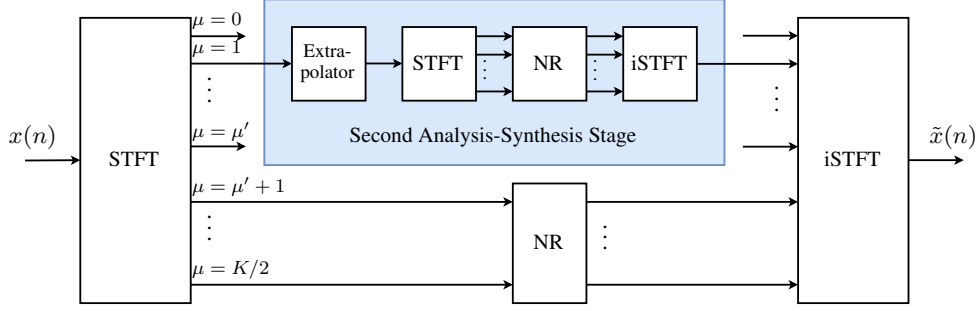 μ = 0
μ = 1
⋮
μ = μ′
μ = μ′ + 1
⋮
μ = K/2
x(n)
STFT
Extra-
polator
STFT
⋮
NR
⋮
iSTFT
Second Analysis-Synthesis Stage
NR
⋮
⋮
iSTFT
x̃(n)